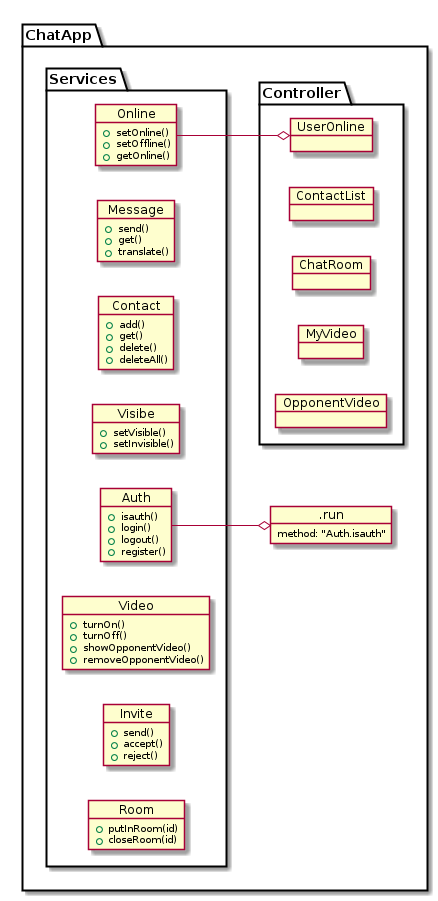 ChatApp
Services
Online
setOnline()
setOffline()
getOnline()
Message
send()
get()
translate()
Contact
add()
get()
delete()
deleteAll()
Visibe
setVisible()
setInvisible()
Auth
isauth()
login()
logout()
register()
Video
turnOn()
turnOff()
showOpponentVideo()
removeOpponentVideo()
Invite
send()
accept()
reject()
Room
putInRoom(id)
closeRoom(id)
Controller
UserOnline
ContactList
ChatRoom
MyVideo
OpponentVideo
.run
method: "Auth.isauth"